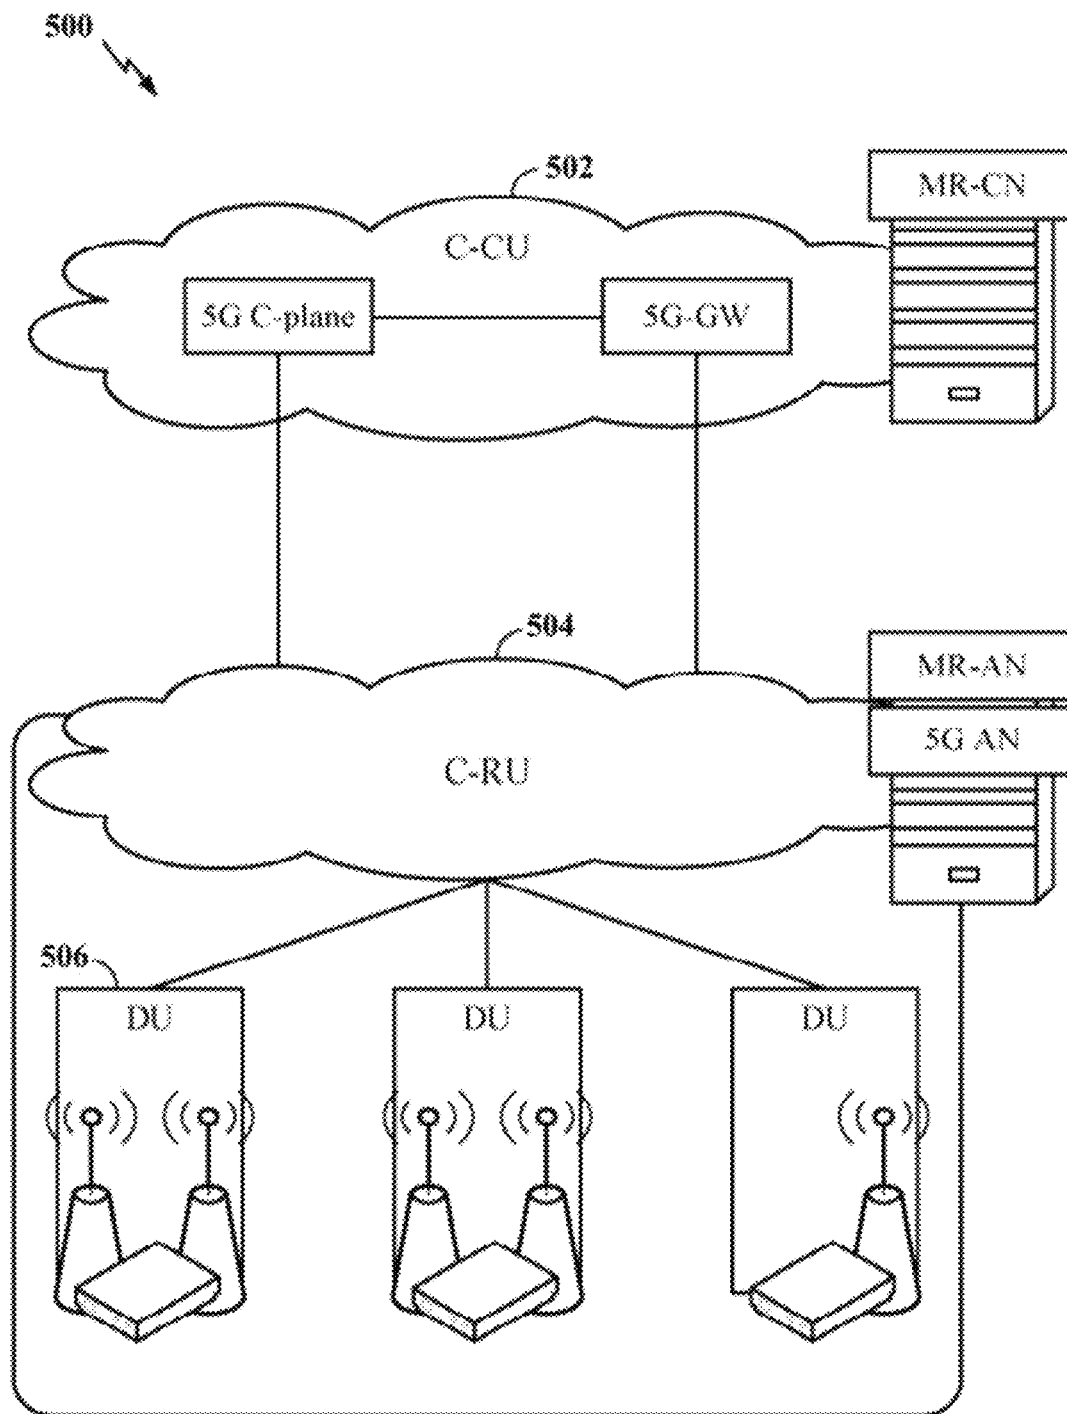 500
502
MR-CN
C-CU
5G C-plane
5G-GW
504
MR-AN
5G AN
C-RU
506
DU
DU
DU